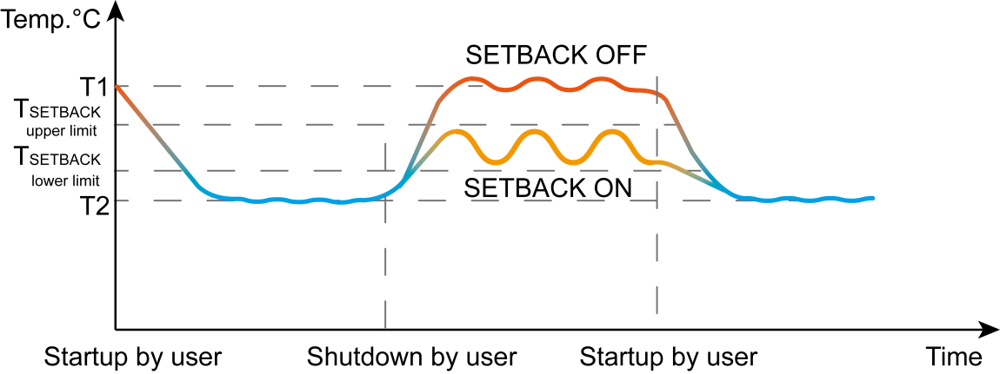 Temp.°C
SETBACK OFF
T1
TSETBACK
upper limit
TSETBACK
lower limit
SETBACK ON
T2
Startup by user
Shutdown by user
Startup by user
Time